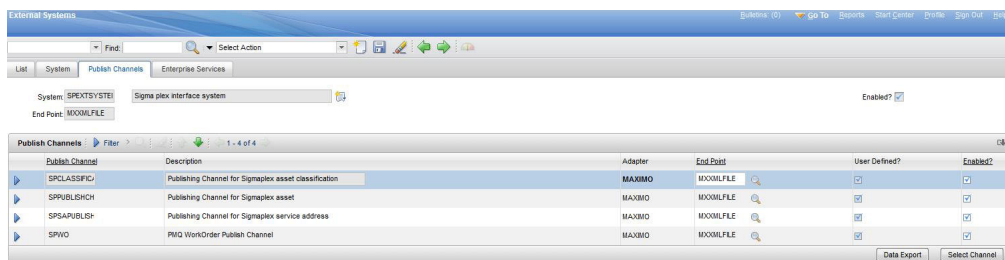 External Systems Bulletins: (0) Go To Reports Start Center Profile Sign Out
Find: Select Action
List System Publish Channels Enterprise Services
System: SPEXTSYSTEI Sigma plex interface system Enabled?
End Point: MXXMLFILE
Publish Channels Filter 1 - 4 of 4
Publish Channel Description Adapter End Point User Defined? Enabled?
SPCLASSIFIC/ Publishing Channel for Sigmaplex asset classification MAXIMO MXXMLFILE
SPPUBLISHCH Publishing Channel for Sigmaplex asset MAXIMO MXXMLFILE
SPSAPUBLISH Publishing Channel for Sigmaplex service address MAXIMO MXXMLFILE
SPWO PMQ WorkOrder Publish Channel MAXIMO MXXMLFILE
Data Export Select Channel